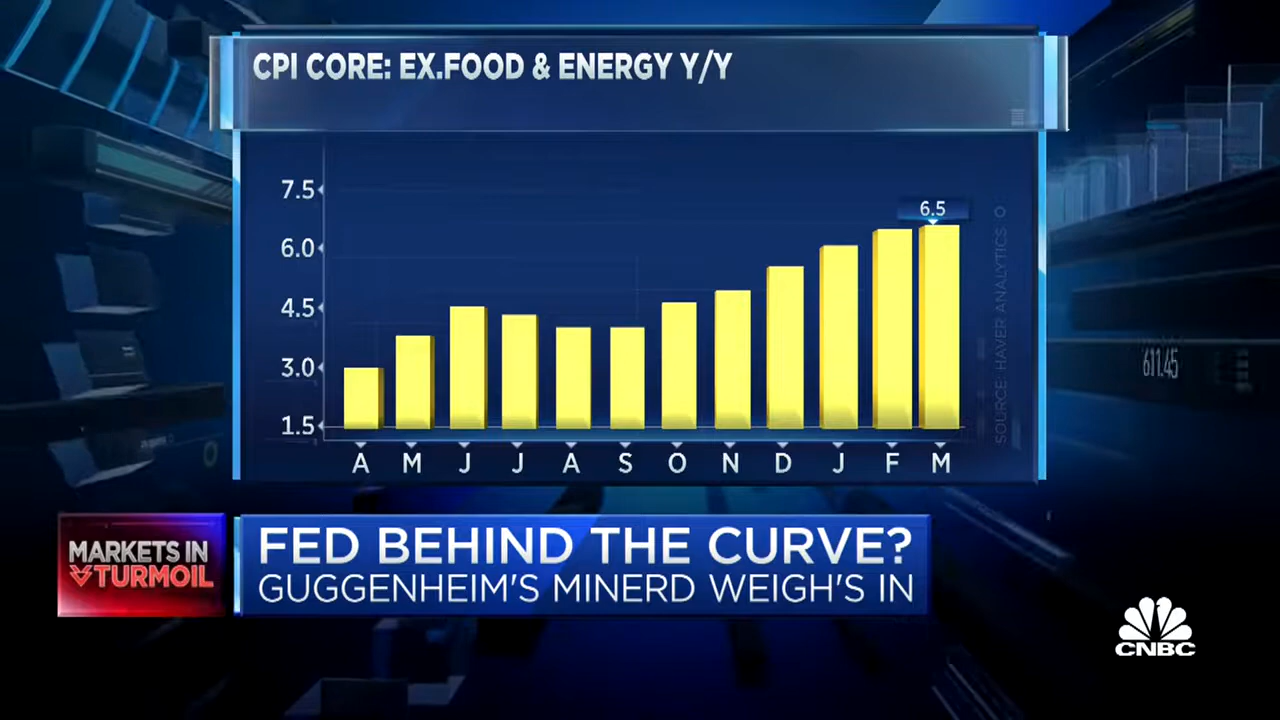 CPI CORE: EX.FOOD & ENERGY Y/Y
7.5
6.0
4.5
3.0
1.5
6.5
A M J J A S O N D J F M
SOURCE: HAVER ANALYTICS
611.45
MARKETS IN
TURMOIL
FED BEHIND THE CURVE?
GUGGENHEIM'S MINERD WEIGH'S IN
CNBC